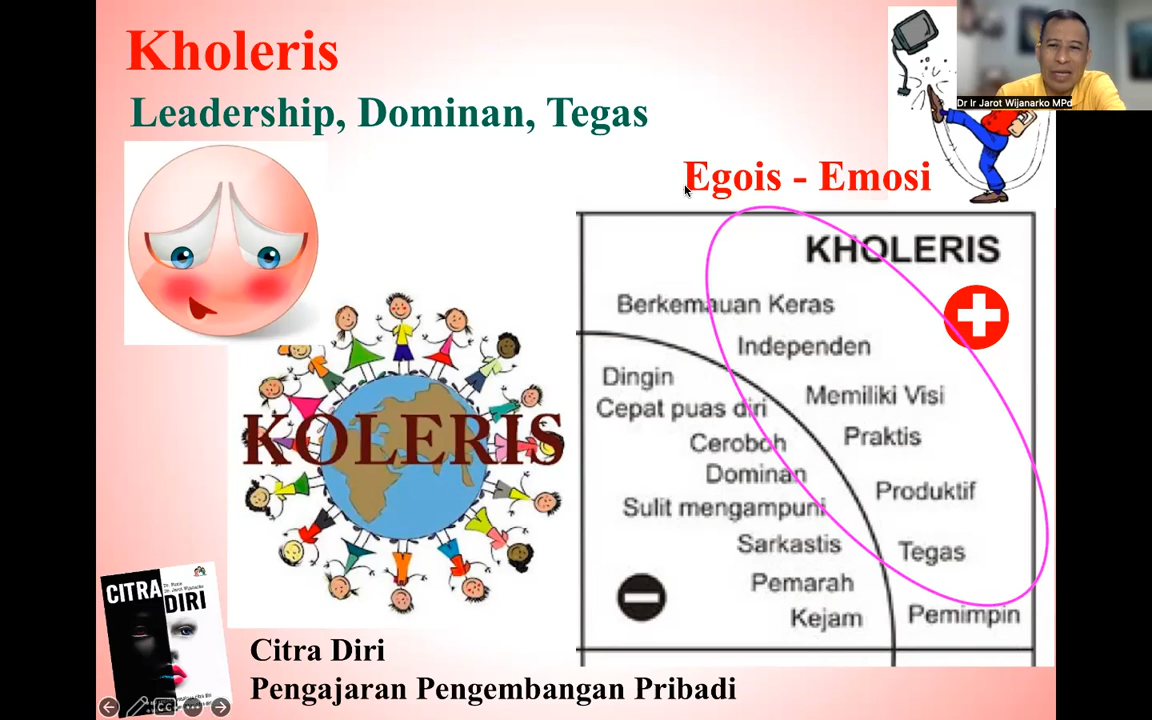 Kholeris
Leadership, Dominan, Tegas
Dr Ir Jarot Wijanarko MPd
Egois - Emosi
KHOLERIS
Berkemauan Keras
Independen
Dingin
Memiliki Visi
Cepat puas diri
Praktis
Ceroboh
Dominan
Produktif
Sulit mengampuni
Sarkastis
Tegas
Pemarah
Kejam
Pemimpin
KOLERIS
CITRA
DIRI
Citra Diri
Pengajaran Pengembangan Pribadi
CC